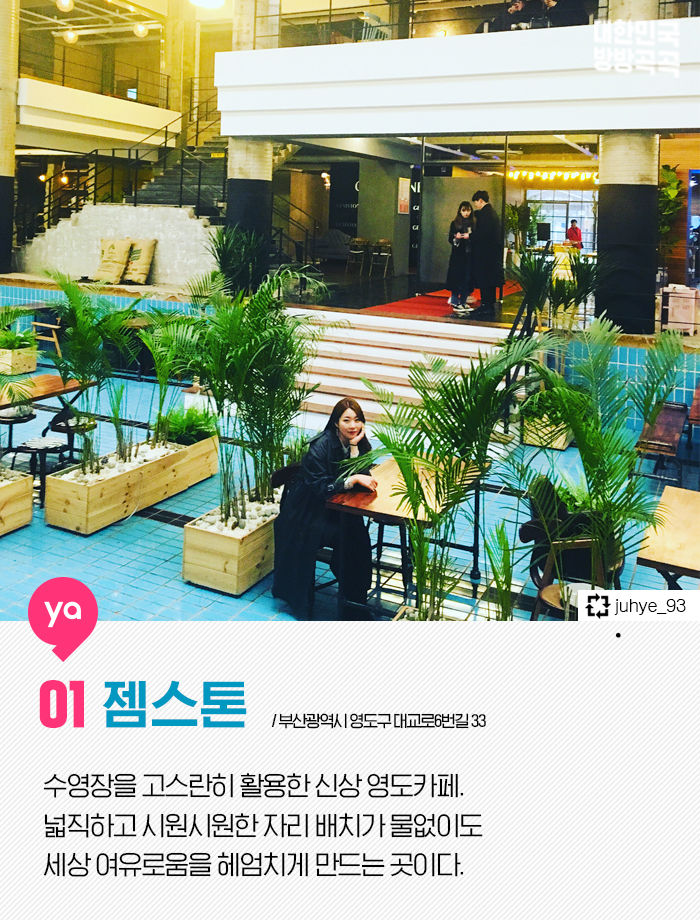 대한민국
방방곡곡
juhye_93
ya
01 젬스톤 / 부산광역시 영도구 대교로6번길 33
수영장을 고스란히 활용한 신상 영도카페.
넓직하고 시원시원한 자리 배치가 물없이도
세상 여유로움을 헤엄치게 만드는 곳이다.